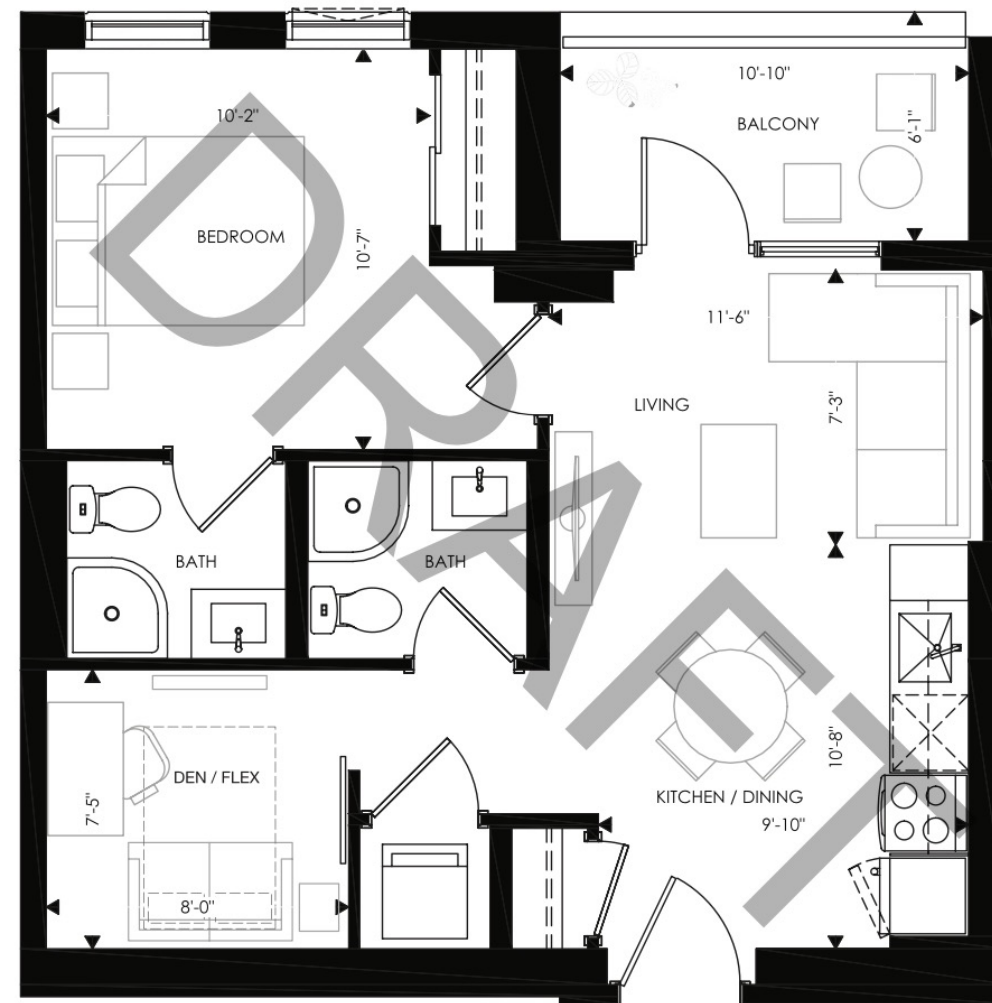 10'-10"
BALCONY
6'-1"
10'-2"
BEDROOM
10'-7"
11'-6"
LIVING
7'-3"
BATH
BATH
DEN / FLEX
7'-5"
8'-0"
KITCHEN / DINING
9'-10"
10'-8"
DRAFT